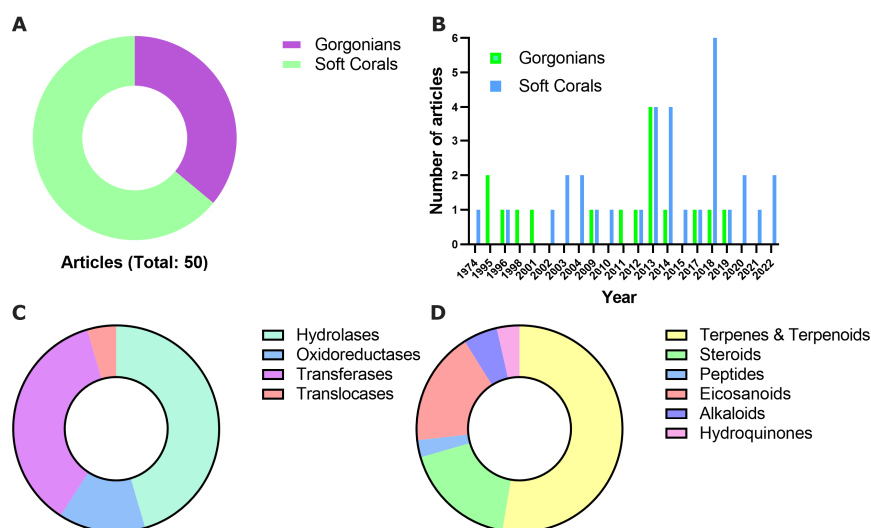 A
Gorgonians
Soft Corals
Articles (Total: 50)
B
Number of articles
6
5
4
3
2
1
0
Gorgonians
Soft Corals
1974
1995
1996
1998
2001
2002
2003
2004
2009
2010
2011
2012
2013
2014
2015
2017
2018
2019
2020
2021
2022
Year
C
Hydrolases
Oxidoreductases
Transferases
Translocases
D
Terpenes & Terpenoids
Steroids
Peptides
Eicosanoids
Alkaloids
Hydroquinones